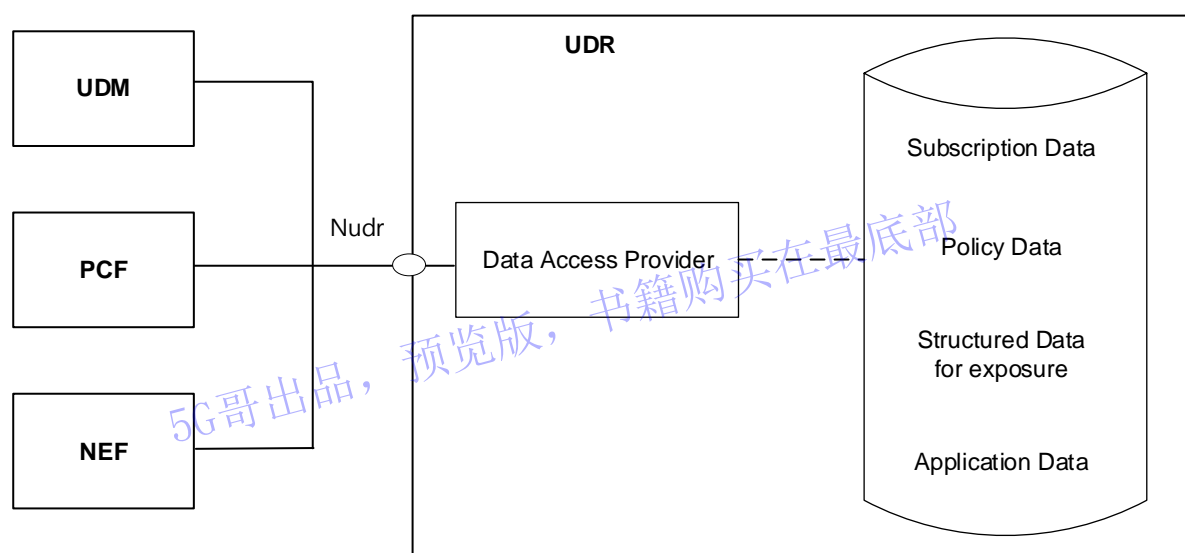 UDR
UDM
PCF
NEF
Nudr
Data Access Provider
Subscription Data
Policy Data
Structured Data
for exposure
Application Data
5G哥出品，预览版，书籍购买在最底部